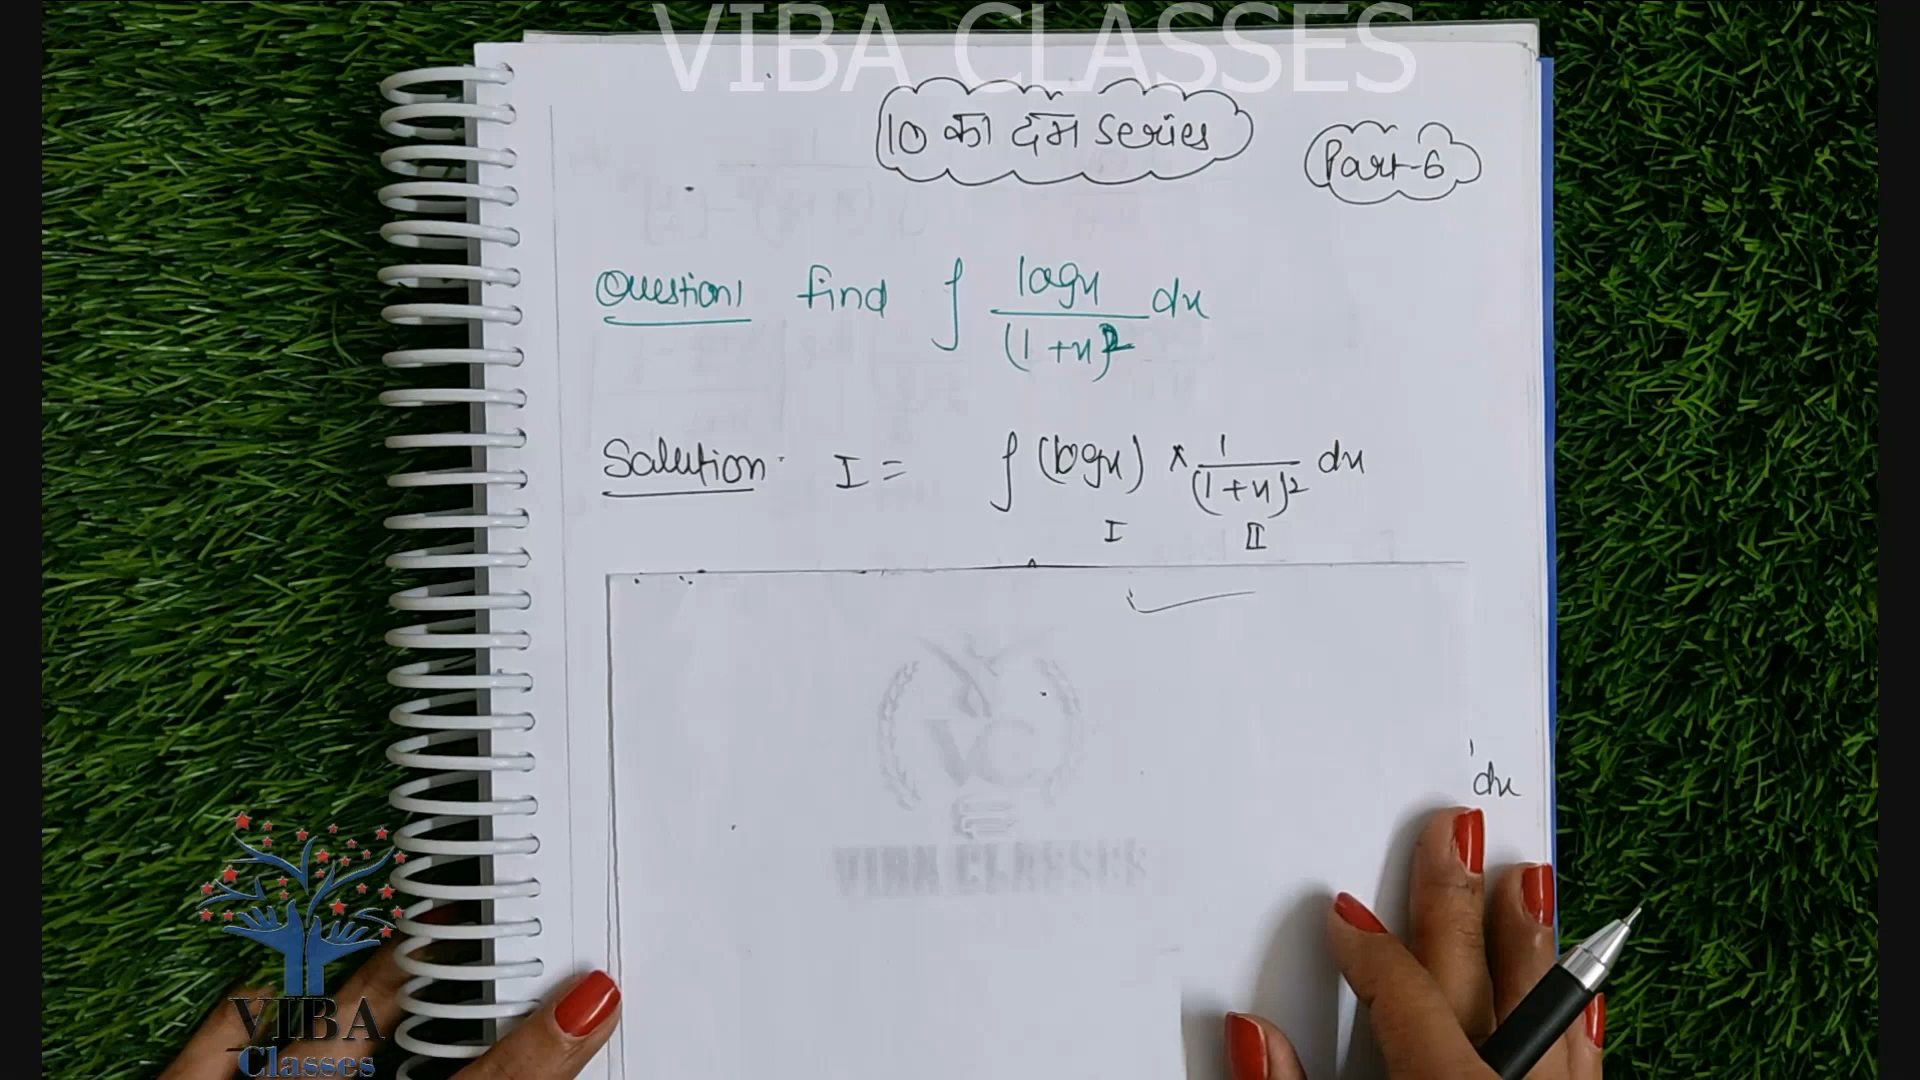 VIBA CLASSES
10 का दम Series
Part-6
Question1 find ∫ logx/(1+x)² dx
Solution: I = ∫ (logx) × 1/(1+x)² dx
I II
dx
VIBA CLASSES
VIBA
Classes